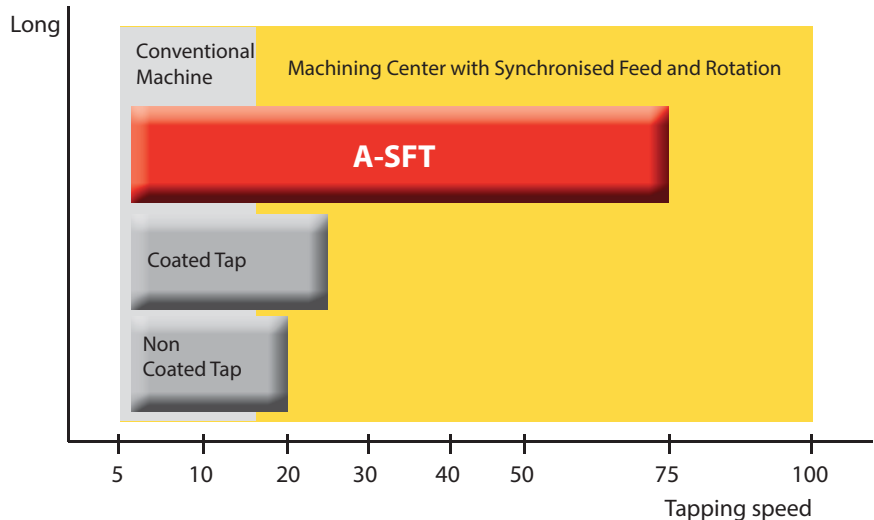 Long
Conventional
Machine
Machining Center with Synchronised Feed and Rotation
A-SFT
Coated Tap
Non
Coated Tap
5 10 20 30 40 50 75 100
Tapping speed